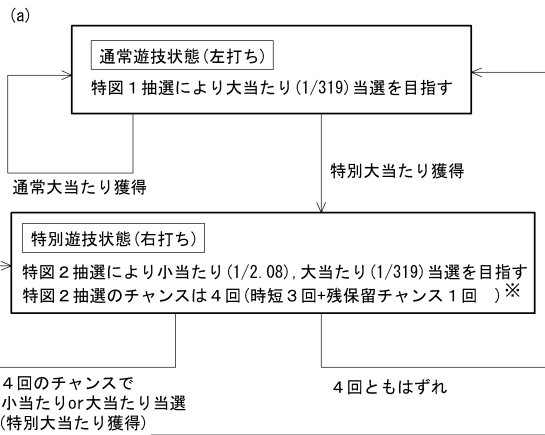 (a)
通常遊技状態(左打ち)
特図1抽選により大当たり(1/319)当選を目指す
通常大当たり獲得
特別大当たり獲得
特別遊技状態(右打ち)
特図2抽選により小当たり(1/2.08),大当たり(1/319)当選を目指す
特図2抽選のチャンスは4回(時短3回+残保留チャンス1回 )※
4回のチャンスで
小当たりor大当たり当選
(特別大当たり獲得)
4回ともはずれ